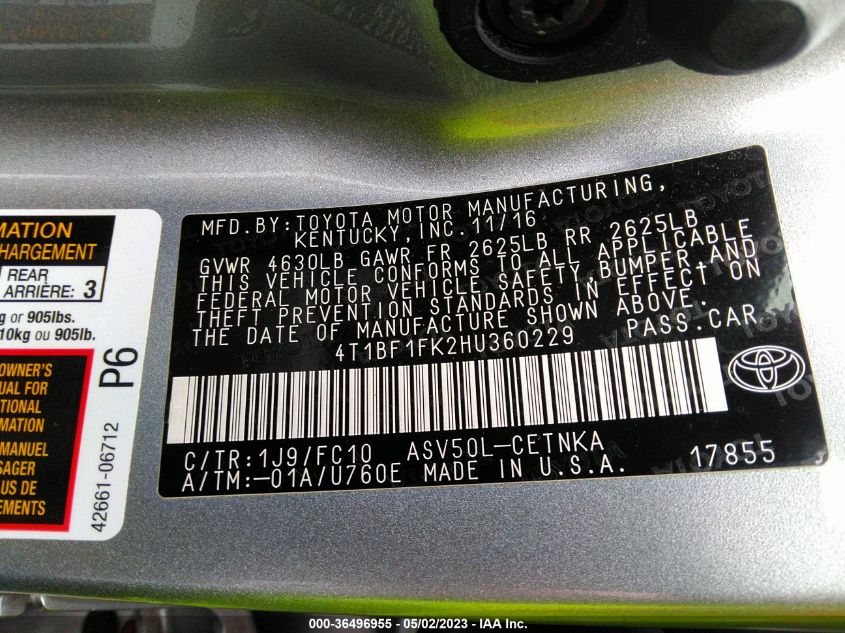 MATION
CHARGEMENT
REAR
ARRIÈRE: 3
g or 905lbs.
10kg ou 905lb.
OWNER'S
UAL FOR
TIONAL
RMATION
MANUEL
SAGER
LUS DE
EMENTS
P6
42661-06712
MFD.BY:TOYOTA MOTOR MANUFACTURING,
KENTUCKY, INC.11/16
GVWR 4630LB GAWR FR 2625LB RR 2625LB
THIS VEHICLE CONFORMS TO ALL APPLICABLE
FEDERAL MOTOR VEHICLE SAFETY, BUMPER AND
THEFT PREVENTION STANDARDS IN EFFECT ON
THE DATE OF MANUFACTURE SHOWN ABOVE.
4T1BF1FK2HU360229 PASS.CAR
TOYOTA
C/TR:1J9/FC10 ASV50L-CETNKA
A/TM:-01A/U760E MADE IN U.S.A. 17855
000-36496955 - 05/02/2023 - IAA Inc.